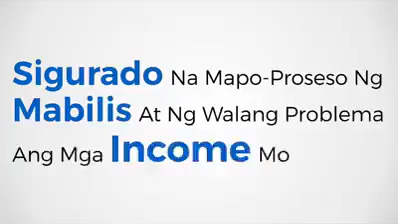 Sigurado Na Mapo-Proseso Ng
Mabilis At Ng Walang Problema
Ang Mga Income Mo